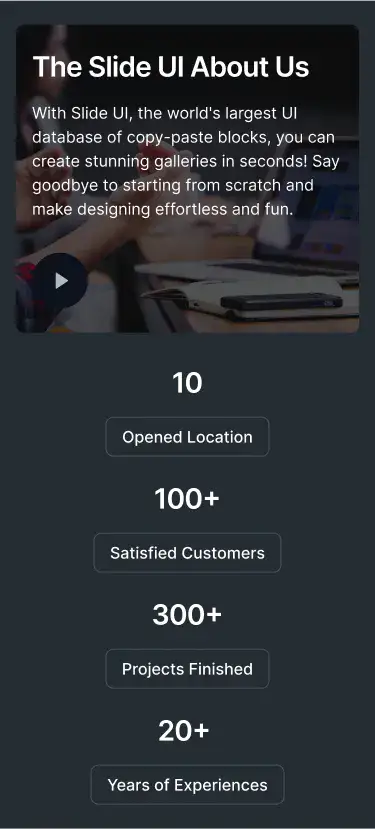 The Slide UI About Us
With Slide UI, the world's largest UI
database of copy-paste blocks, you can
create stunning galleries in seconds! Say
goodbye to starting from scratch and
make designing effortless and fun.
10
Opened Location
100+
Satisfied Customers
300+
Projects Finished
20+
Years of Experiences